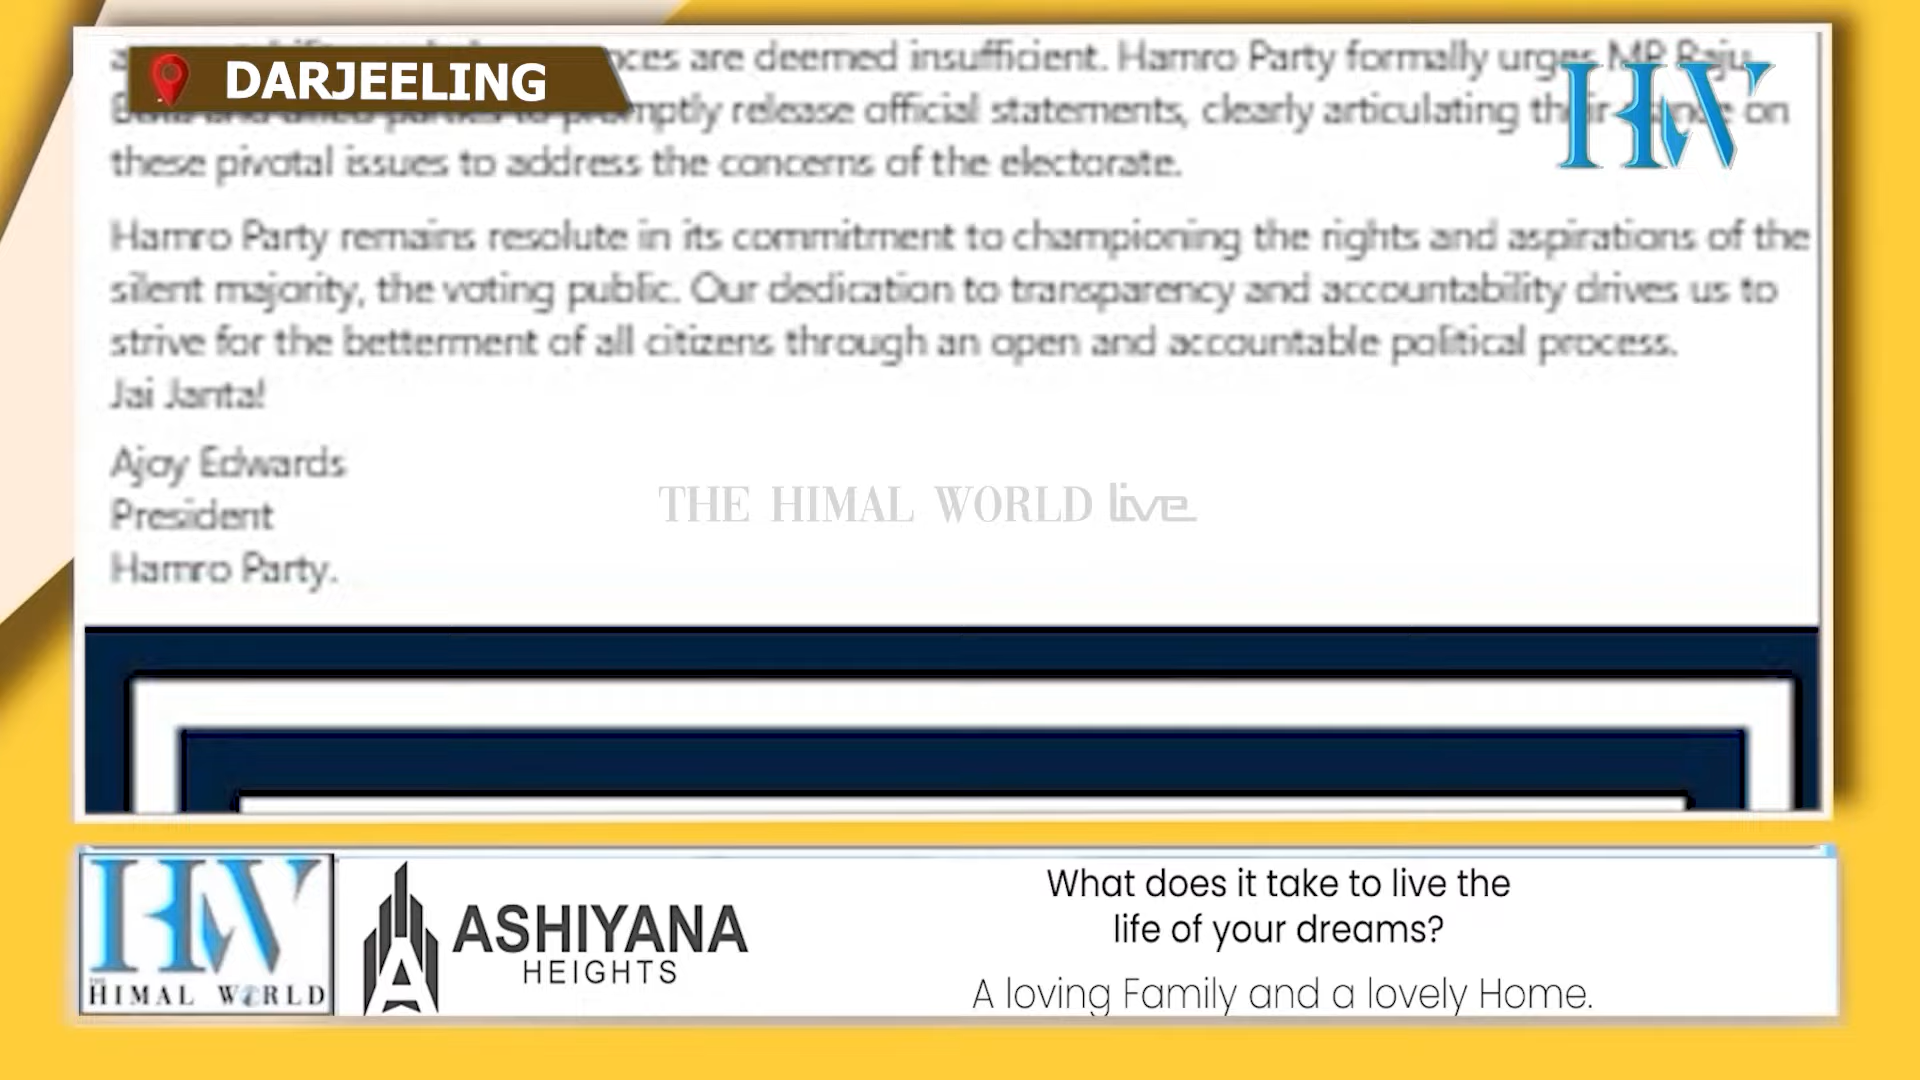 DARJEELING
are deemed insufficient. Hamro Party formally urges MP Raju
release official statements, clearly articulating their stance on
these pivotal issues to address the concerns of the electorate.
HW
Hamro Party remains resolute in its commitment to championing the rights and aspirations of the
silent majority, the voting public. Our dedication to transparency and accountability drives us to
strive for the betterment of all citizens through an open and accountable political process.
Jai Janta!
Ajoy Edwards
President
Hamro Party.
THE HIMAL WORLD live
HW
THE
HIMAL WORLD
ASHIYANA
HEIGHTS
What does it take to live the
life of your dreams?
A loving Family and a lovely Home.